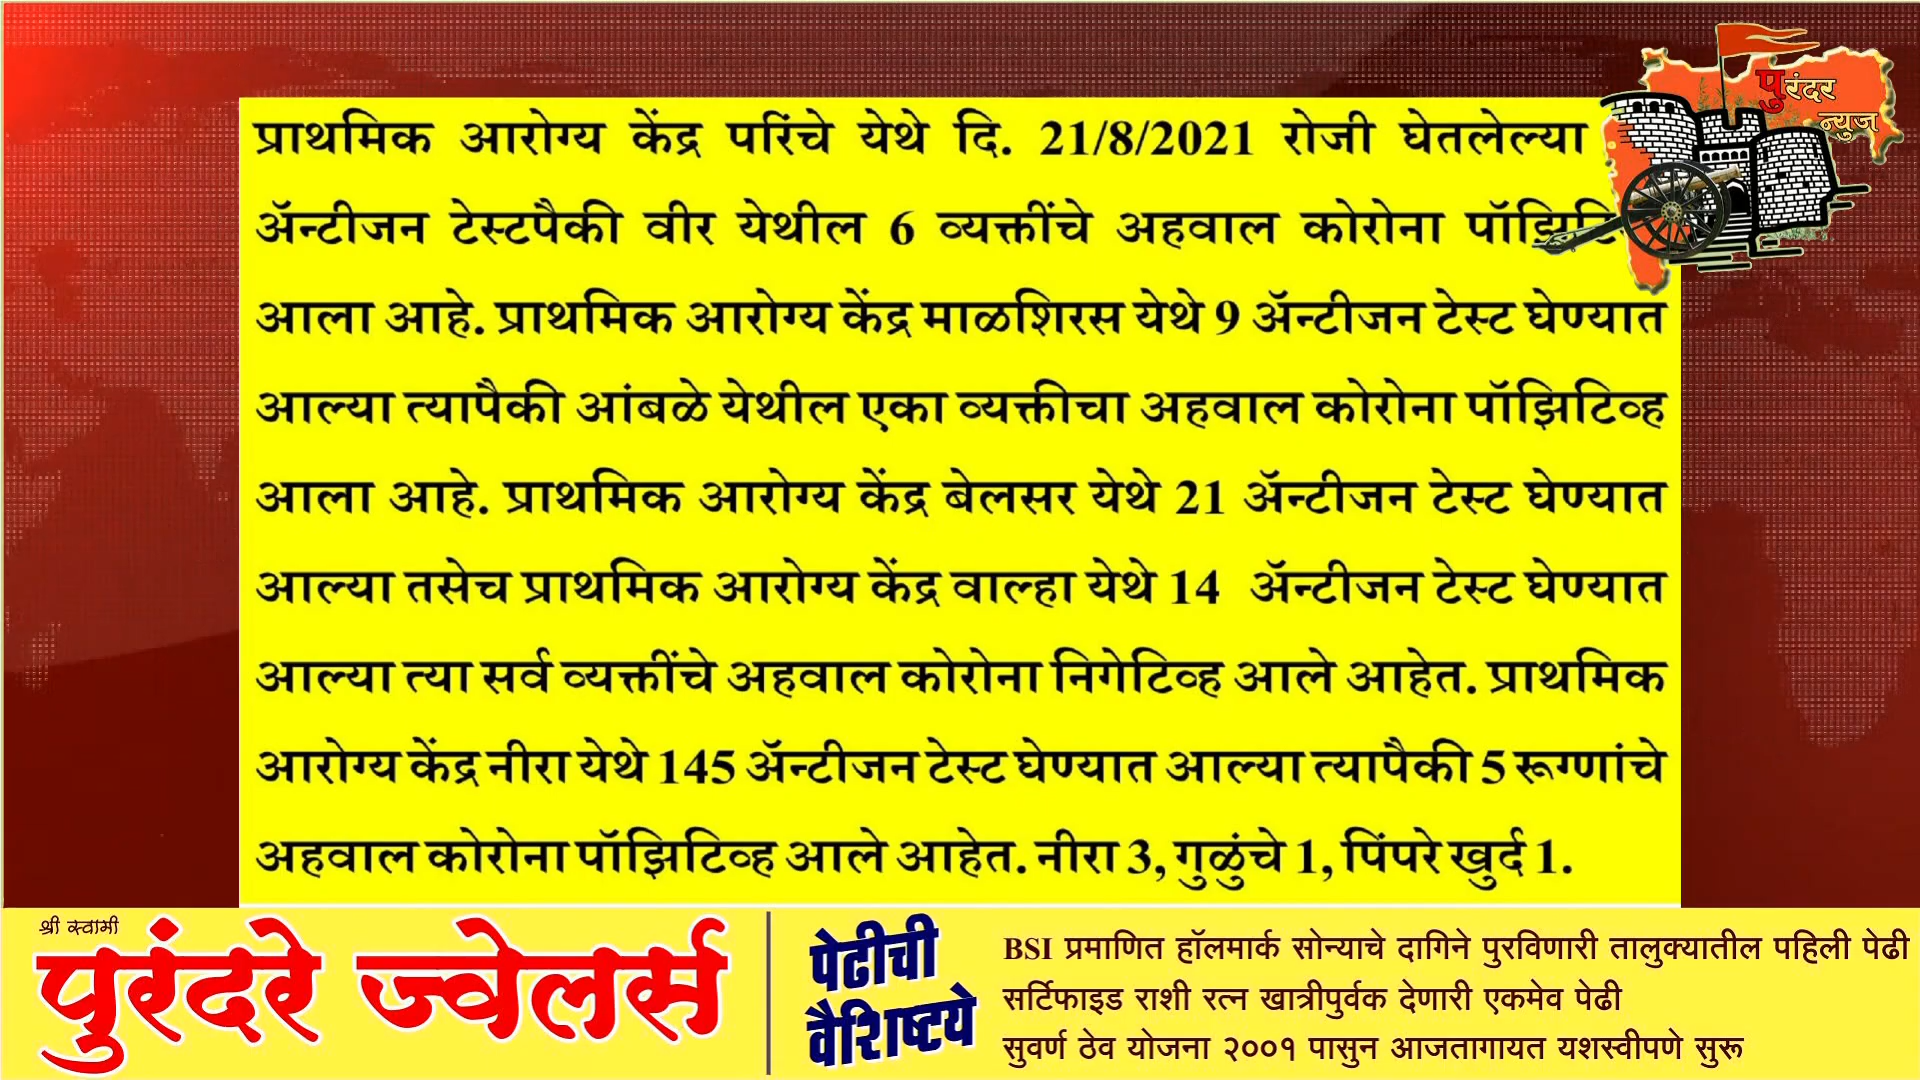 पुरंदर
न्युज
प्राथमिक आरोग्य केंद्र परिंचे येथे दि. 21/8/2021 रोजी घेतलेल्या
ॲन्टीजन टेस्टपैकी वीर येथील 6 व्यक्तींचे अहवाल कोरोना
आला आहे. प्राथमिक आरोग्य केंद्र माळशिरस येथे 9 ॲन्टीजन टेस्ट घेण्यात
आल्या त्यापैकी आंबळे येथील एका व्यक्तीचा अहवाल कोरोना पॉझिटिव्ह
आला आहे. प्राथमिक आरोग्य केंद्र बेलसर येथे 21 ॲन्टीजन टेस्ट घेण्यात
आल्या तसेच प्राथमिक आरोग्य केंद्र वाल्हा येथे 14 ॲन्टीजन टेस्ट घेण्यात
आल्या त्या सर्व व्यक्तींचे अहवाल कोरोना निगेटिव्ह आले आहेत. प्राथमिक
आरोग्य केंद्र नीरा येथे 145 ॲन्टीजन टेस्ट घेण्यात आल्या त्यापैकी 5 रूग्णांचे
अहवाल कोरोना पॉझिटिव्ह आले आहेत. नीरा 3, गुळुंचे 1, पिंपरे खुर्द 1.
श्री स्वामी
पुरंदरे ज्वेलर्स
पेढीची
वैशिष्टये
BSI प्रमाणित हॉलमार्क सोन्याचे दागिने पुरविणारी तालुक्यातील पहिली पेढी
सर्टिफाइड राशी रत्न खात्रीपुर्वक देणारी एकमेव पेढी
सुवर्ण ठेव योजना २००१ पासुन आजतागायत यशस्वीपणे सुरू